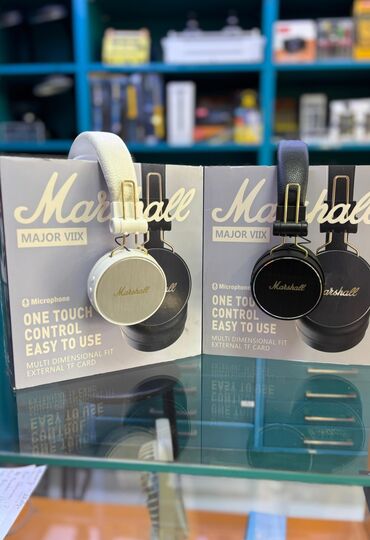 Marshall
MAJOR VIIX
Microphone
ONE TOUCH
CONTROL
EASY TO USE
MULTI DIMENSIONAL FIT
EXTERNAL TF CARD
Marshall
Marshall
MAJOR VIIX
Microphone
ONE TOUCH
CONTROL
EASY TO USE
MULTI DIMENSIONAL FIT
EXTERNAL TF CARD
Marshall